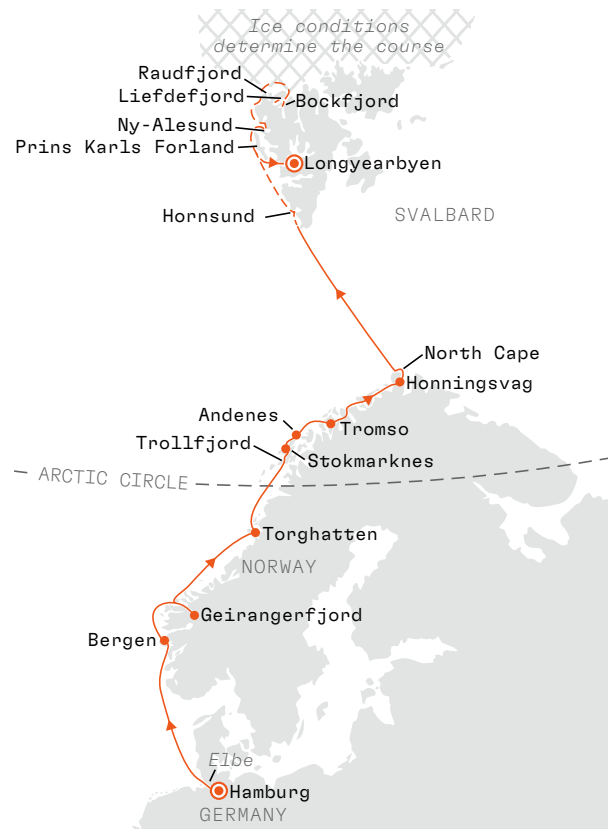 Ice conditions
determine the course
Raudfjord
Liefdefjord
Bockfjord
Ny-Alesund
Prins Karls Forland
Longyearbyen
Hornsund
SVALBARD
North Cape
Honningsvag
Andenes
Tromso
Trollfjord
Stokmarknes
ARCTIC CIRCLE
Torghatten
NORWAY
Geirangerfjord
Bergen
Elbe
Hamburg
GERMANY